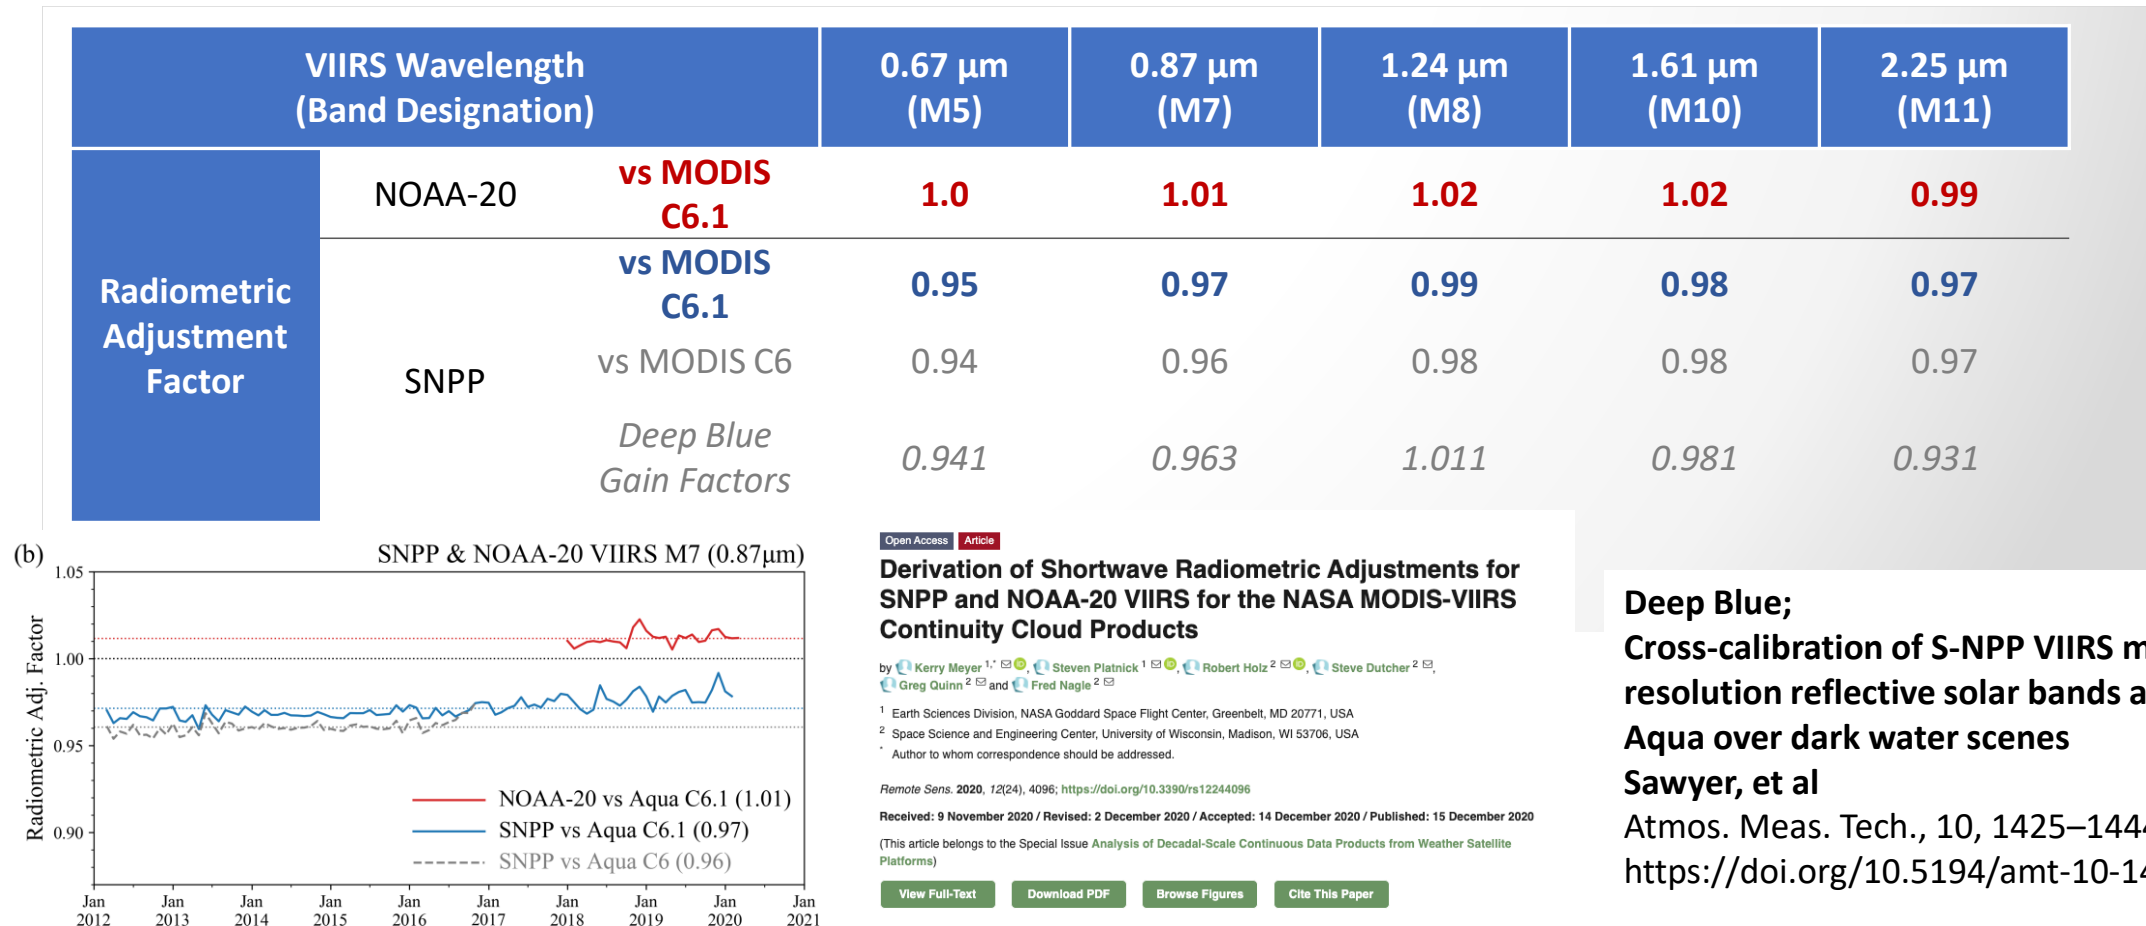 VIIRS Wavelength
(Band Designation)
0.67 µm
(M5)
0.87 µm
(M7)
1.24 µm
(M8)
1.61 µm
(M10)
2.25 µm
(M11)
Radiometric
Adjustment
Factor
NOAA-20
vs MODIS
C6.1
1.0 1.01 1.02 1.02 0.99
SNPP
vs MODIS
C6.1
0.95 0.97 0.99 0.98 0.97
vs MODIS C6 0.94 0.96 0.98 0.98 0.97
Deep Blue
Gain Factors
0.941 0.963 1.011 0.981 0.931
(b)
SNPP & NOAA-20 VIIRS M7 (0.87µm)
Radiometric Adj. Factor
1.05
1.00
0.95
0.90
NOAA-20 vs Aqua C6.1 (1.01)
SNPP vs Aqua C6.1 (0.97)
SNPP vs Aqua C6 (0.96)
Jan Jan Jan Jan Jan Jan Jan Jan Jan Jan
2012 2013 2014 2015 2016 2017 2018 2019 2020 2021
Open Access Article
Derivation of Shortwave Radiometric Adjustments for
SNPP and NOAA-20 VIIRS for the NASA MODIS-VIIRS
Continuity Cloud Products
by Kerry Meyer 1,* , Steven Platnick 1 , Robert Holz 2 , Steve Dutcher 2 ,
Greg Quinn 2 and Fred Nagle 2
1 Earth Sciences Division, NASA Goddard Space Flight Center, Greenbelt, MD 20771, USA
2 Space Science and Engineering Center, University of Wisconsin, Madison, WI 53706, USA
* Author to whom correspondence should be addressed.
Remote Sens. 2020, 12(24), 4096; https://doi.org/10.3390/rs12244096
Received: 9 November 2020 / Revised: 2 December 2020 / Accepted: 14 December 2020 / Published: 15 December 2020
(This article belongs to the Special Issue Analysis of Decadal-Scale Continuous Data Products from Weather Satellite
Platforms)
View Full-Text Download PDF Browse Figures Cite This Paper
Deep Blue;
Cross-calibration of S-NPP VIIRS m
resolution reflective solar bands a
Aqua over dark water scenes
Sawyer, et al
Atmos. Meas. Tech., 10, 1425–1444
https://doi.org/10.5194/amt-10-14